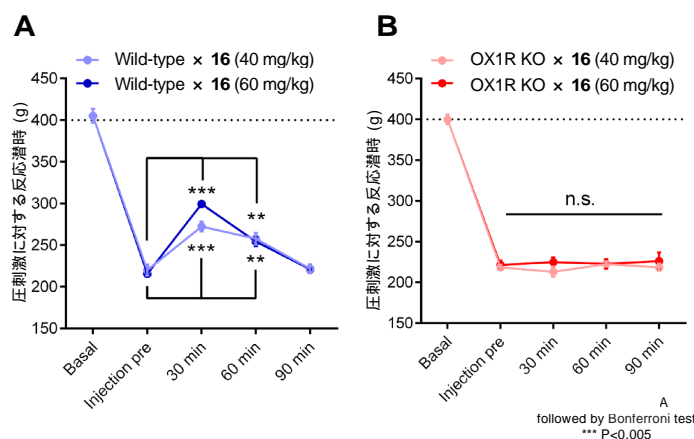 A
Wild-type × 16 (40 mg/kg)
Wild-type × 16 (60 mg/kg)
圧刺激に対する反応潜時 (g)
450
400
350
300
250
200
150
***
**
***
**
Basal
Injection pre
30 min
60 min
90 min
B
OX1R KO × 16 (40 mg/kg)
OX1R KO × 16 (60 mg/kg)
圧刺激に対する反応潜時 (g)
450
400
350
300
250
200
150
n.s.
Basal
Injection pre
30 min
60 min
90 min
A
followed by Bonferroni test
*** P<0.005